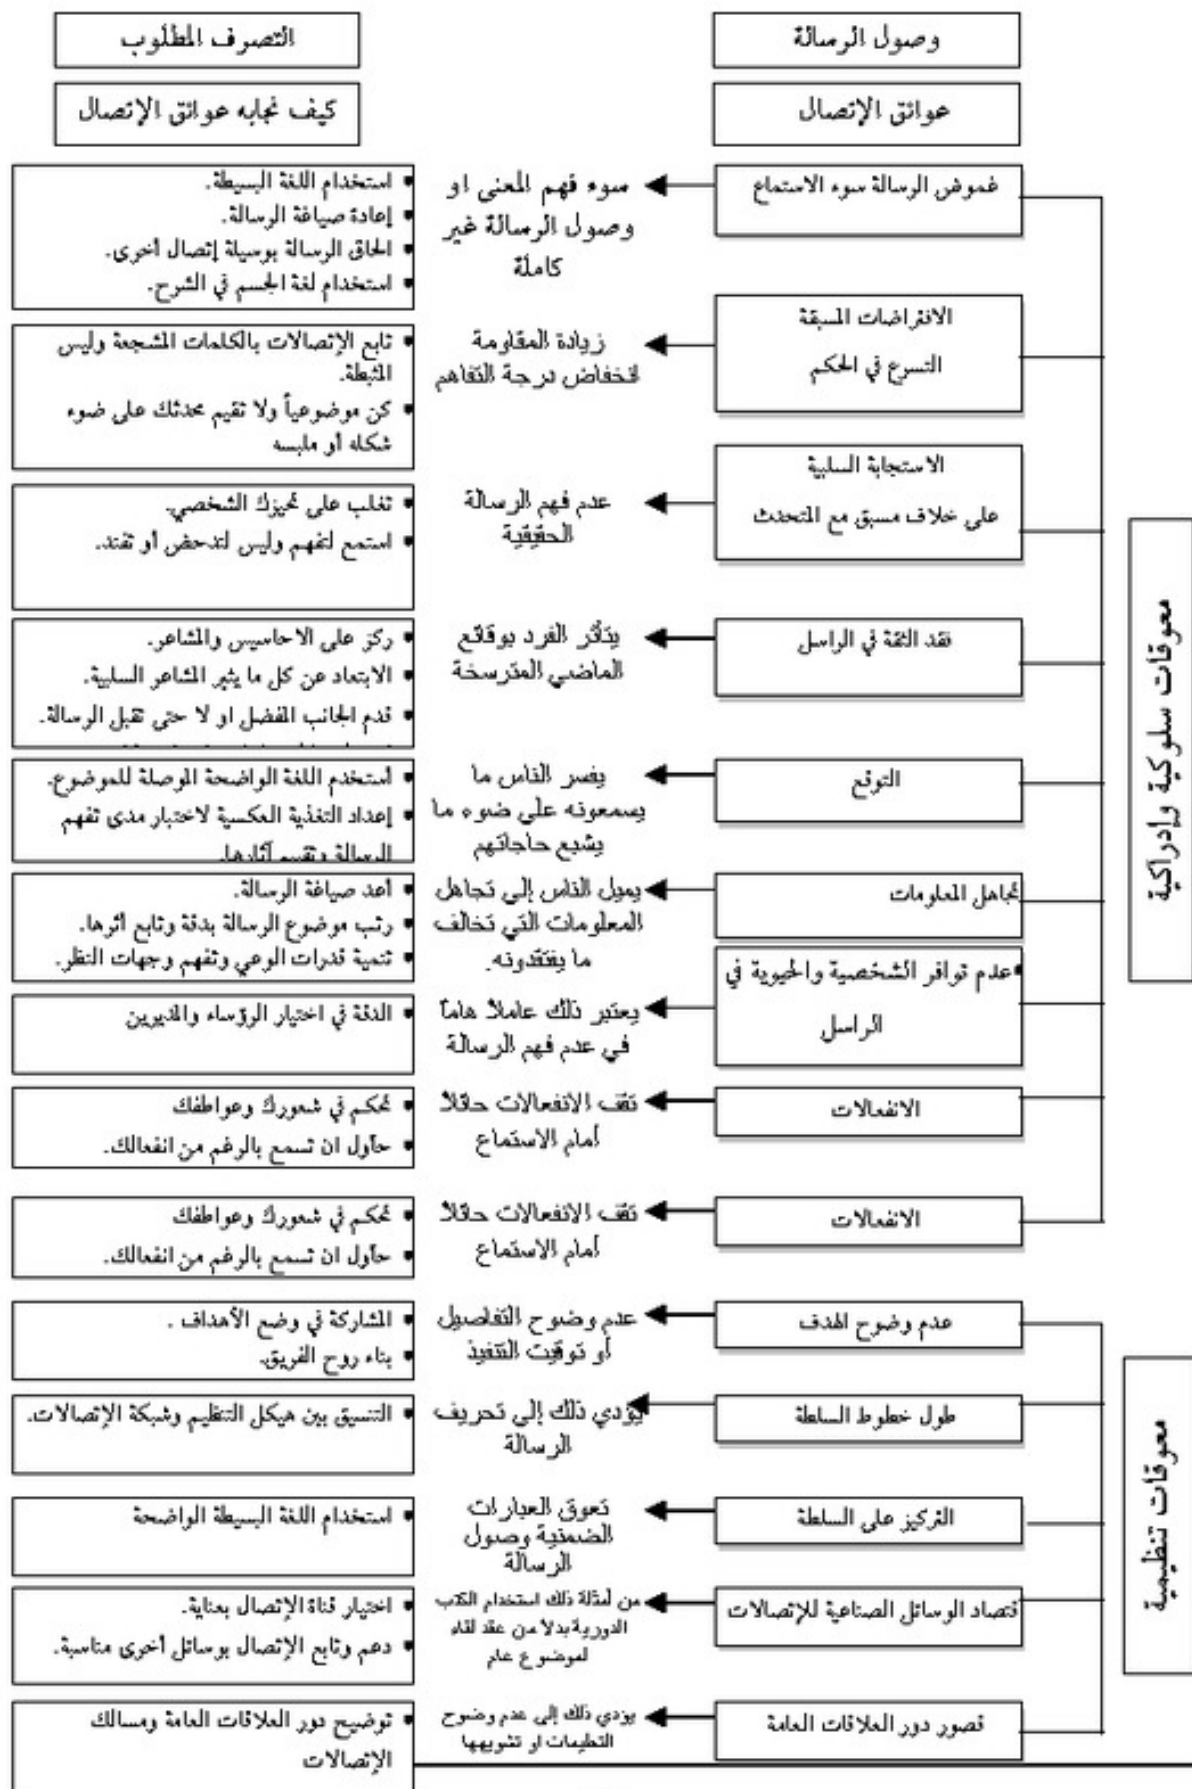 وصول الرسالة
التصرف المطلوب
عوائق الإتصال
كيف نجابه عوائق الإتصال
معوقات سلوكية وإدراكية
غموض الرسالة سوء الاستماع
سوء فهم المعنى او
وصول الرسالة غير
كاملة
• استخدام اللغة البسيطة.
• إعادة صياغة الرسالة.
• الحاق الرسالة بوسيلة إتصال أخرى.
• استخدام لغة الجسم في الشرح.
الافتراضات المسبقة
التسرع في الحكم
زيادة المقاومة
انخفاض درجة التفاهم
• تابع الإتصالات بالكلمات المشجعة وليس
المثبطة.
• كن موضوعياً ولا تقيم محدثك على ضوء
شكله أو ملبسه
الاستجابة السلبية
على خلاف مسبق مع المتحدث
عدم فهم الرسالة
الحقيقية
• تغلب على تحيزك الشخصي.
• استمع لتفهم وليس لتدحض أو تفند.
نقد الثقة في الراسل
يتأثر الفرد بوقائع
الماضي المترسخة
• ركز على الاحاسيس والمشاعر.
• الابتعاد عن كل ما يثير المشاعر السلبية.
• قدم الجانب المفضل او لا حتى تقبل الرسالة.
التوقع
يفسر الناس ما
يسمعونه على ضوء ما
يشبع حاجاتهم
• أستخدم اللغة الواضحة الموصلة للموضوع.
• إعداد التغذية العكسية لاختبار مدى تفهم
الرسالة وتقييم آثارها.
تجاهل المعلومات
يميل الناس إلى تجاهل
المعلومات التي تخالف
ما يعتقدونه.
• أعد صياغة الرسالة.
• رتب موضوع الرسالة بدقة وتابع أثرها.
• تنمية قدرات الوعي وتفهم وجهات النظر.
عدم توافر الشخصية والحيوية في
الراسل
يعتبر ذلك عاملاً هاماً
في عدم فهم الرسالة
• الدقة في اختيار الرؤساء والمديرين
الانفعالات
تقف الانفعالات حائلاً
أمام الاستماع
• تحكم في شعورك وعواطفك
• حاول ان تسمع بالرغم من انفعالك.
الانفعالات
تقف الانفعالات حائلاً
أمام الاستماع
• تحكم في شعورك وعواطفك
• حاول ان تسمع بالرغم من انفعالك.
معوقات تنظيمية
عدم وضوح الهدف
عدم وضوح التفاصيل
أو توقيت التنفيذ
• المشاركة في وضع الأهداف .
• بناء روح الفريق.
طول خطوط السلطة
يؤدي ذلك إلى تحريف
الرسالة
• التنسيق بين هيكل التنظيم وشبكة الإتصالات.
التركيز على السلطة
تعوق العبارات
الضمنية وصول
الرسالة
• استخدام اللغة البسيطة الواضحة
قتصاد الوسائل الصناعية للإتصالات
من أمثلة ذلك استخدام الكتب
الدورية بدلا من عقد لقاء
لموضوع عام
• اختيار قناة الإتصال بعناية.
• دعم وتابع الإتصال بوسائل أخرى مناسبة.
قصور دور العلاقات العامة
يؤدي ذلك إلى عدم وضوح
التعليمات او تشويهها
• توضيح دور العلاقات العامة ومسالك
الإتصالات